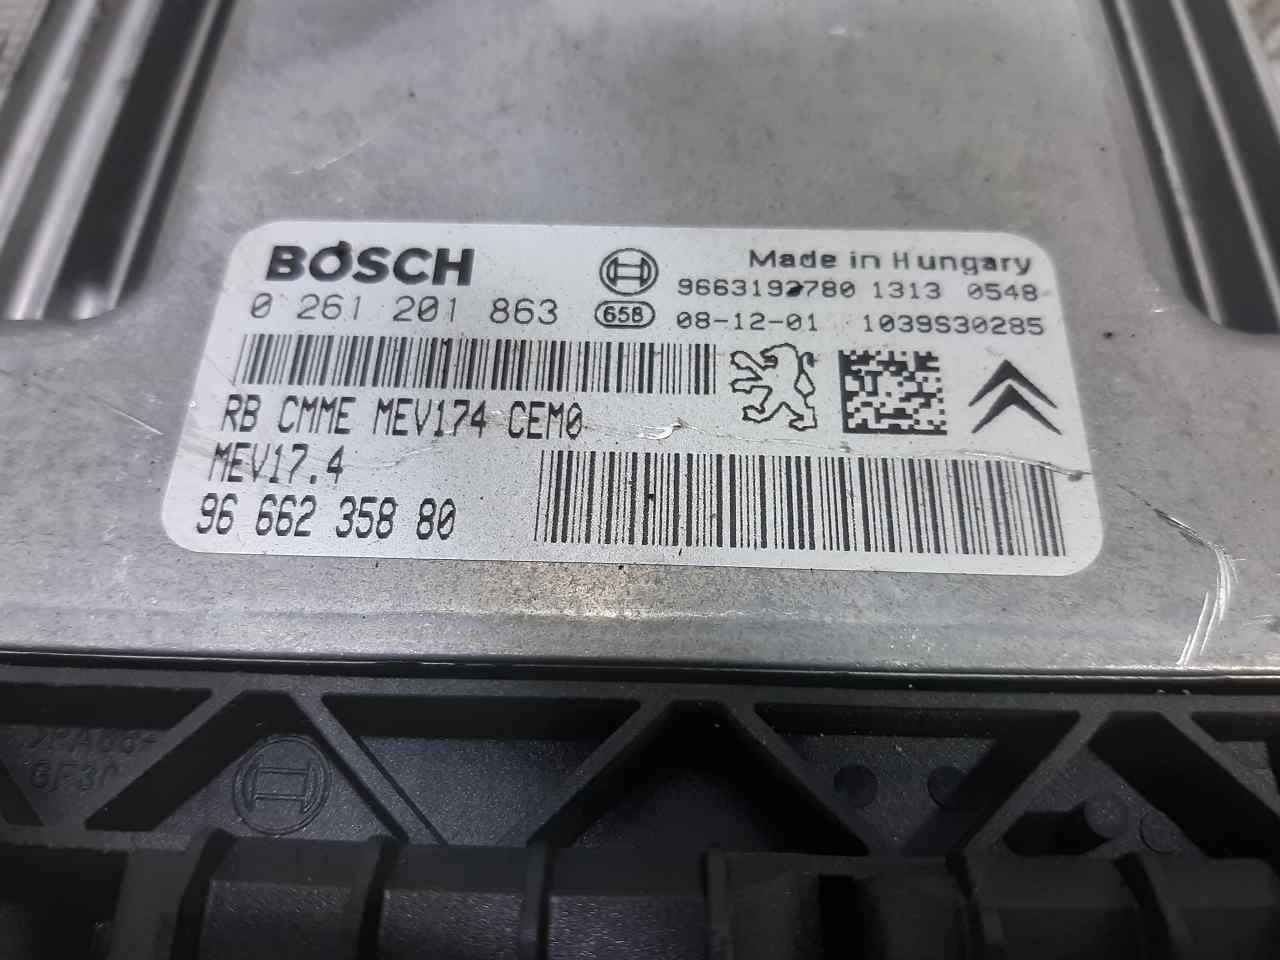 BOSCH
Made in Hungary
9663193780 1313 0548
0 261 201 863
658
08-12-01 1039S30285
RB CMME MEV174 CEM0
MEV17.4
96 662 358 80